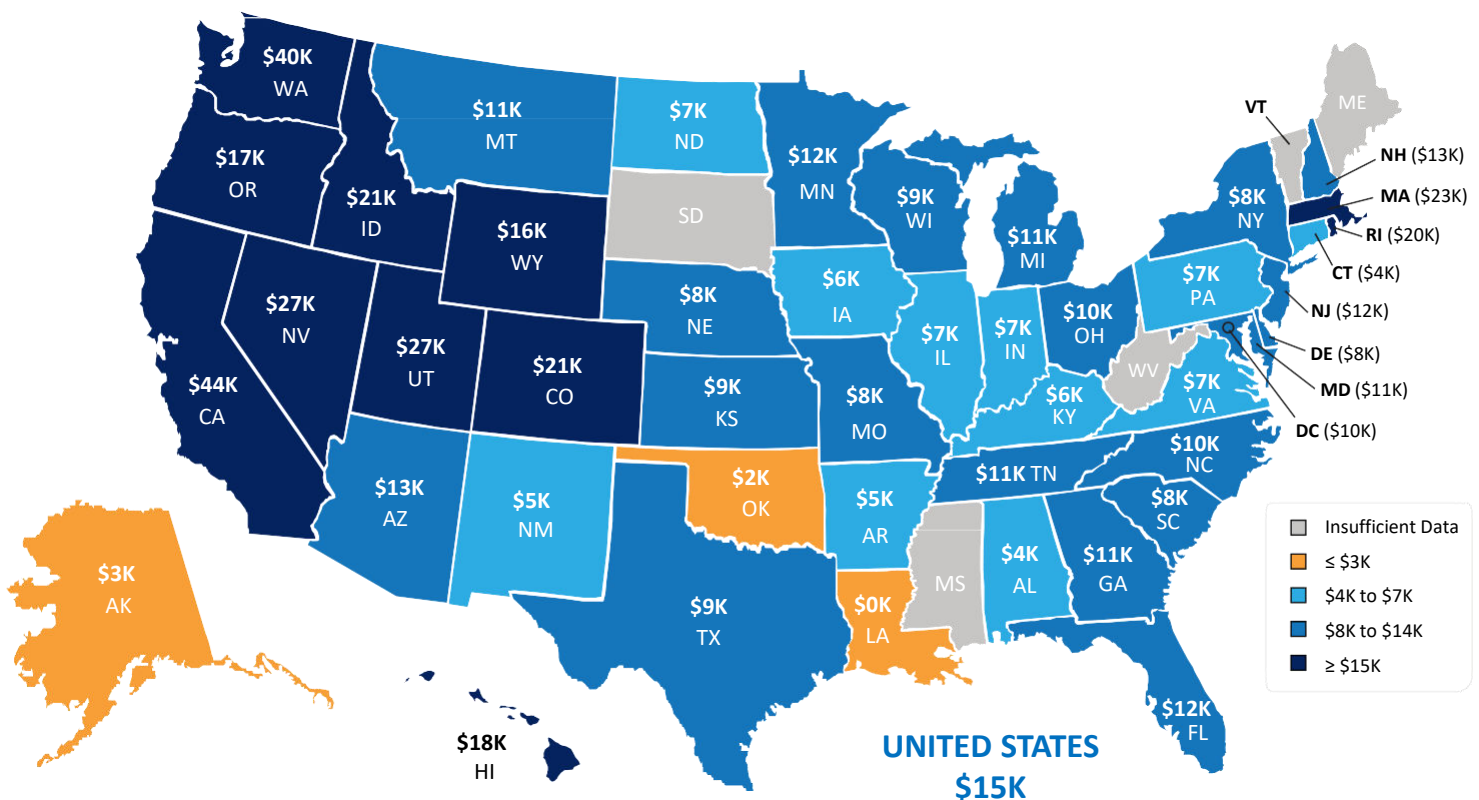 $40K
WA
$17K
OR
$21K
ID
$11K
MT
$16K
WY
$7K
ND
SD
$8K
NE
$12K
MN
$9K
WI
$11K
MI
$6K
IA
$44K
CA
$27K
NV
$27K
UT
$21K
CO
$9K
KS
$8K
MO
$7K
IL
$7K
IN
$10K
OH
$6K
KY
WV
$7K
VA
$7K
PA
$8K
NY
VT
ME
NH ($13K)
MA ($23K)
RI ($20K)
CT ($4K)
NJ ($12K)
DE ($8K)
MD ($11K)
DC ($10K)
$13K
AZ
$5K
NM
$2K
OK
$5K
AR
$11K TN
$10K
NC
$8K
SC
$11K
GA
$4K
AL
MS
$0K
LA
$9K
TX
$12K
FL
$3K
AK
$18K
HI
UNITED STATES
$15K
Insufficient Data
≤ $3K
$4K to $7K
$8K to $14K
≥ $15K